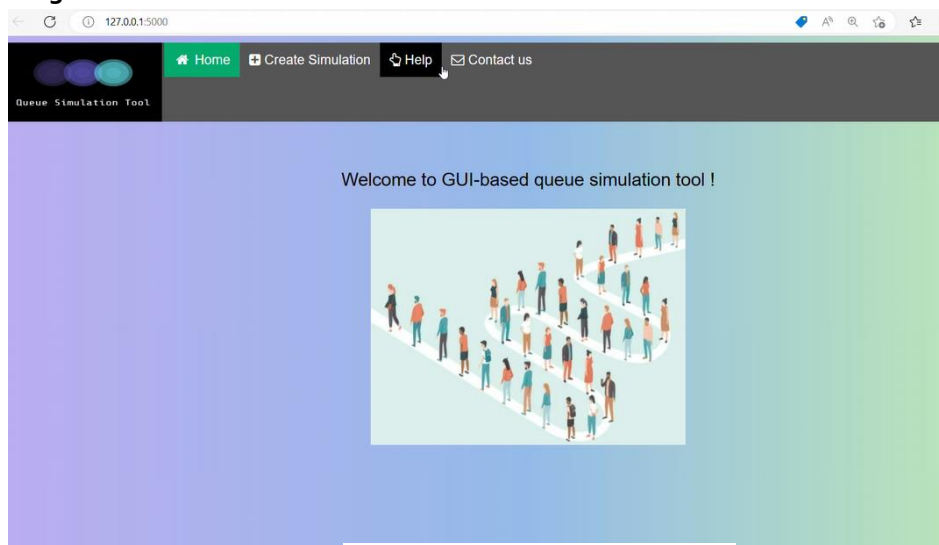 127.0.0.1:5000
Home
Create Simulation
Help
Contact us
Queue Simulation Tool
Welcome to GUI-based queue simulation tool !